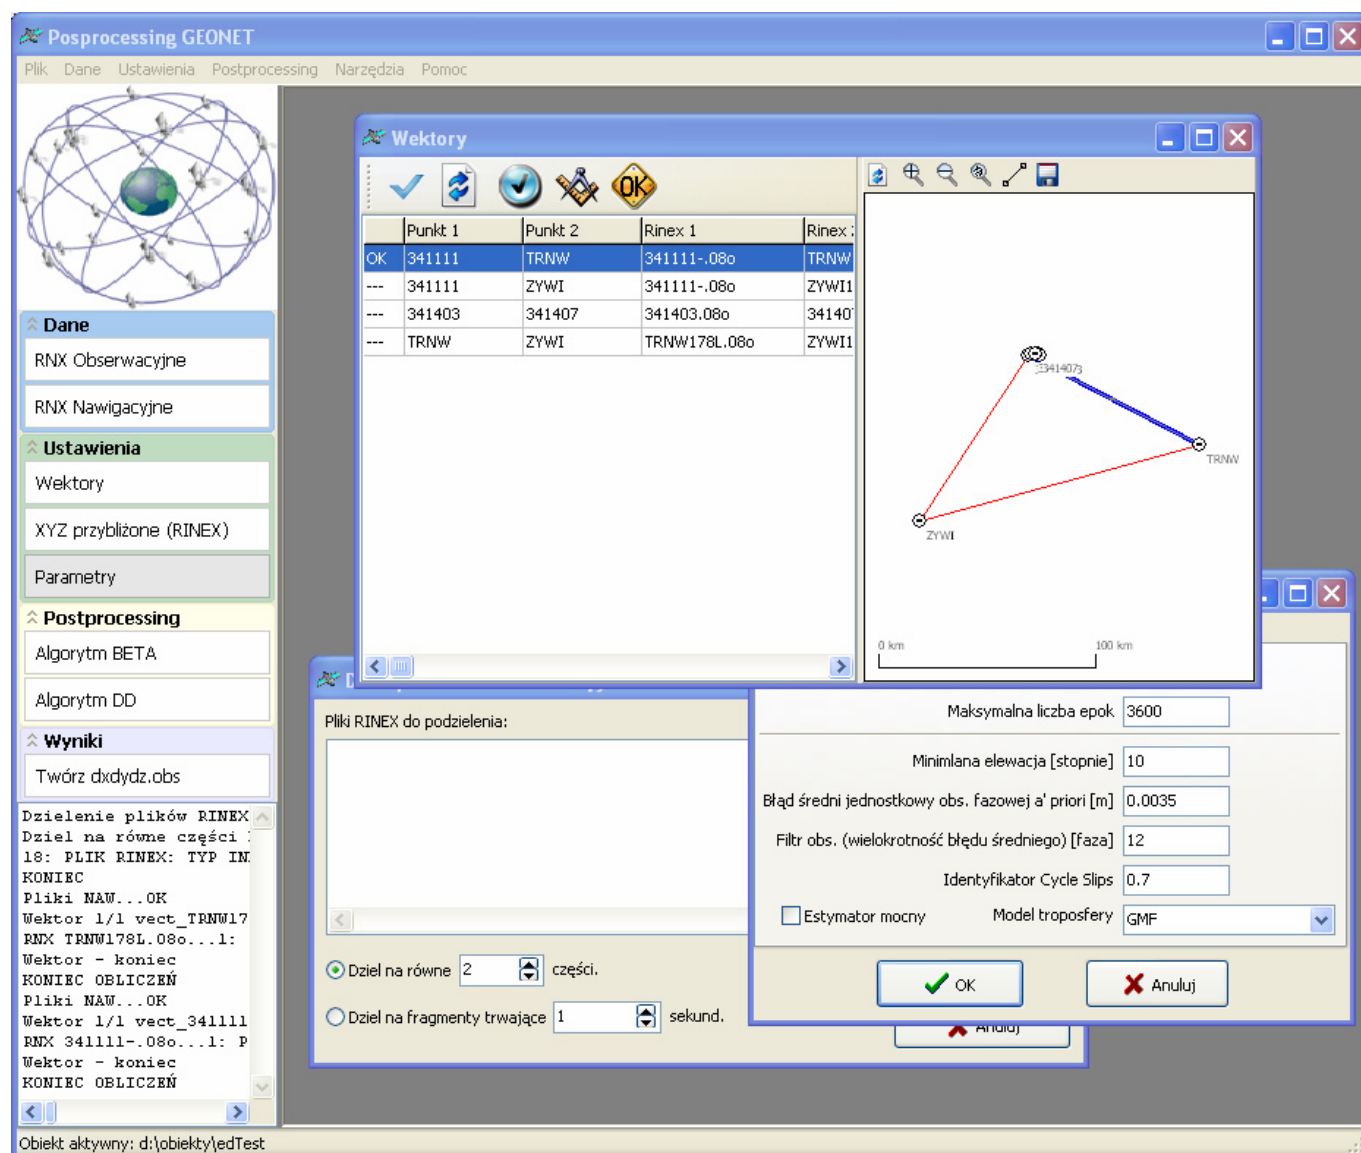 Posprocessing GEONET
Plik Dane Ustawienia Postprocessing Narzędzia Pomoc
Dane
RNX Obserwacyjne
RNX Nawigacyjne
Ustawienia
Wektory
XYZ przybliżone (RINEX)
Parametry
Postprocessing
Algorytm BETA
Algorytm DD
Wyniki
Twórz dxdydz.obs
Dzielenie plików RINEX
Dziel na równe części
18: PLIK RINEX: TYP IN
KONIEC
Pliki NAW...OK
Wektor 1/1 vect_TRNW17
RNX TRNW178L.08o...1:
Wektor - koniec
KONIEC OBLICZEŃ
Pliki NAW...OK
Wektor 1/1 vect_341111
RNX 341111-.08o...1: P
Wektor - koniec
KONIEC OBLICZEŃ
Obiekt aktywny: d:\obiekty\edTest
Wektory
OK
Punkt 1 Punkt 2 Rinex 1 Rinex
OK 341111 TRNW 341111-.08o TRNW
--- 341111 ZYWI 341111-.08o ZYWI1
--- 341403 341407 341403.08o 34140
--- TRNW ZYWI TRNW178L.08o ZYWI1
TRNW
ZYWI
0 km 100 km
Pliki RINEX do podzielenia:
Dziel na równe 2 części.
Dziel na fragmenty trwające 1 sekund.
Anuluj
Maksymalna liczba epok 3600
Minimlana elewacja [stopnie] 10
Błąd średni jednostkowy obs. fazowej a' priori [m] 0.0035
Filtr obs. (wielokrotność błędu średniego) [faza] 12
Identyfikator Cycle Slips 0.7
Estymator mocny Model troposfery GMF
OK Anuluj